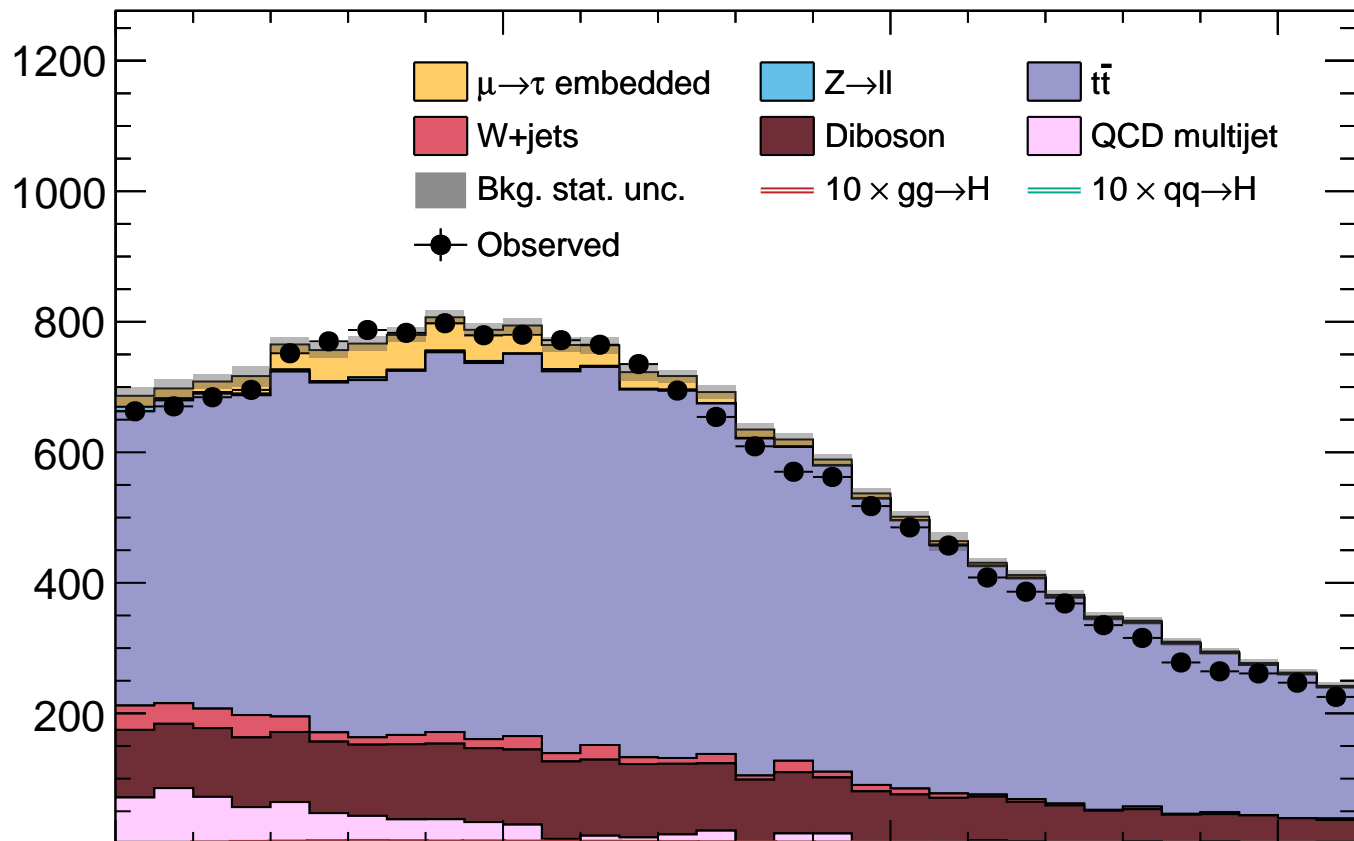 1200
μ→τ embedded Z→ll tt̄
W+jets Diboson QCD multijet
1000
Bkg. stat. unc. 10 × gg→H 10 × qq→H
Observed
800
600
400
200